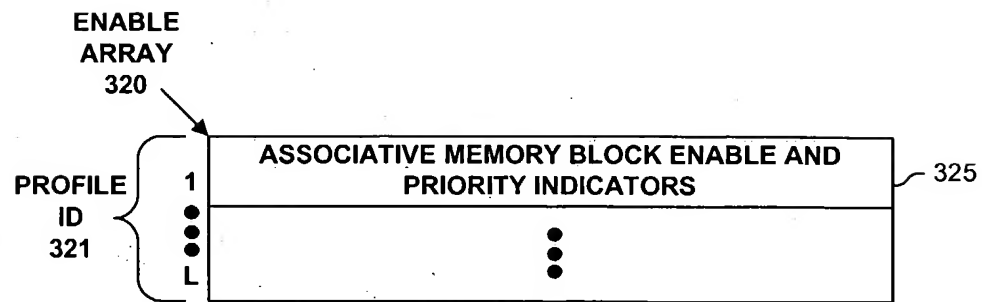 ENABLE
ARRAY
320
ASSOCIATIVE MEMORY BLOCK ENABLE AND
PRIORITY INDICATORS
325
PROFILE
ID
321
1
L